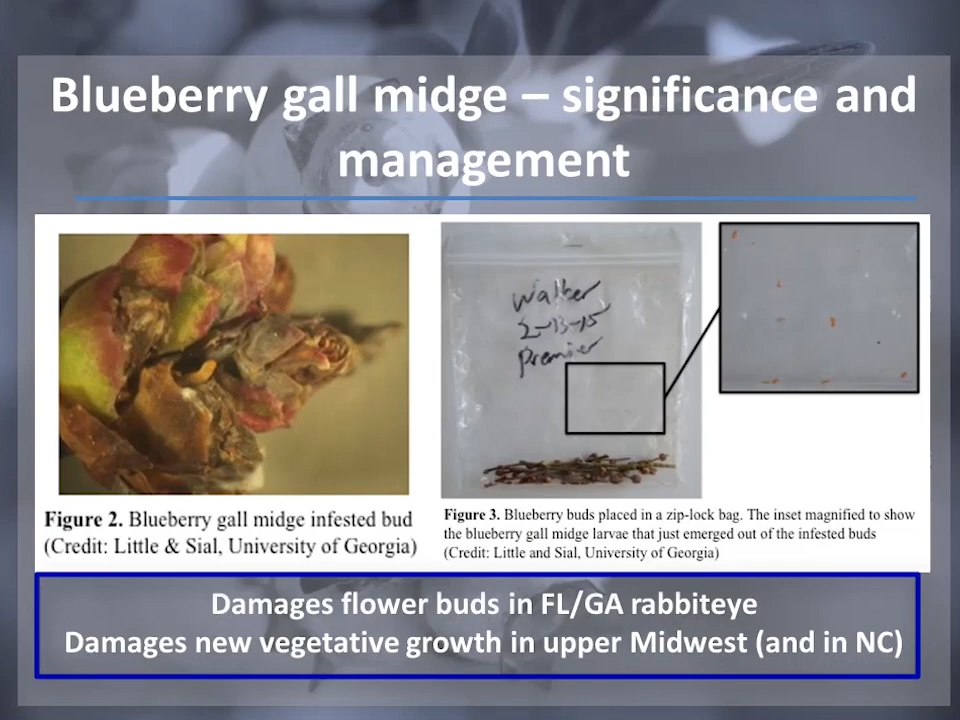 Blueberry gall midge – significance and
management
Walker
2-13-15
Premier
Figure 2. Blueberry gall midge infested bud
(Credit: Little & Sial, University of Georgia)
Figure 3. Blueberry buds placed in a zip-lock bag. The inset magnified to show
the blueberry gall midge larvae that just emerged out of the infested buds
(Credit: Little and Sial, University of Georgia)
Damages flower buds in FL/GA rabbiteye
Damages new vegetative growth in upper Midwest (and in NC)